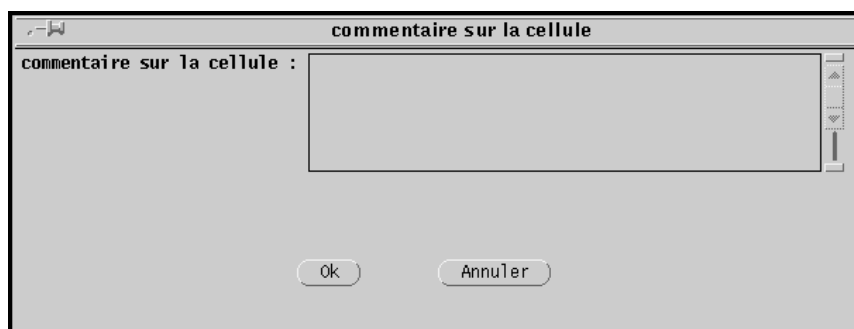 commentaire sur la cellule
commentaire sur la cellule :
Ok
Annuler